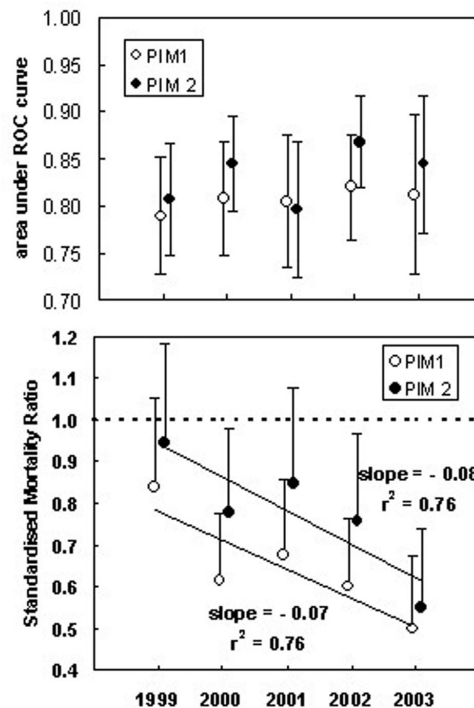 area under ROC curve
1.00
0.95
0.90
0.85
0.80
0.75
0.70
PIM1
PIM 2
Standardised Mortality Ratio
1.2
1.1
1.0
0.9
0.8
0.7
0.6
0.5
0.4
PIM1
PIM 2
slope = - 0.08
r² = 0.76
slope = - 0.07
r² = 0.76
1999 2000 2001 2002 2003